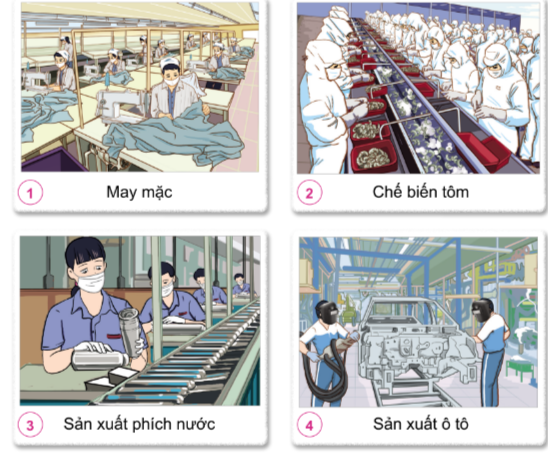 1 May mặc
2 Chế biến tôm
3 Sản xuất phích nước
4 Sản xuất ô tô